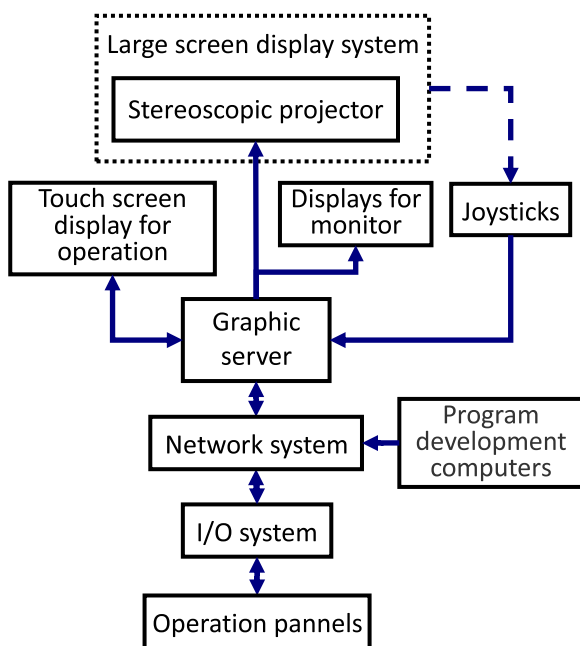 Large screen display system
Stereoscopic projector
Touch screen
display for
operation
Displays for
monitor
Joysticks
Graphic
server
Network system
Program
development
computers
I/O system
Operation pannels